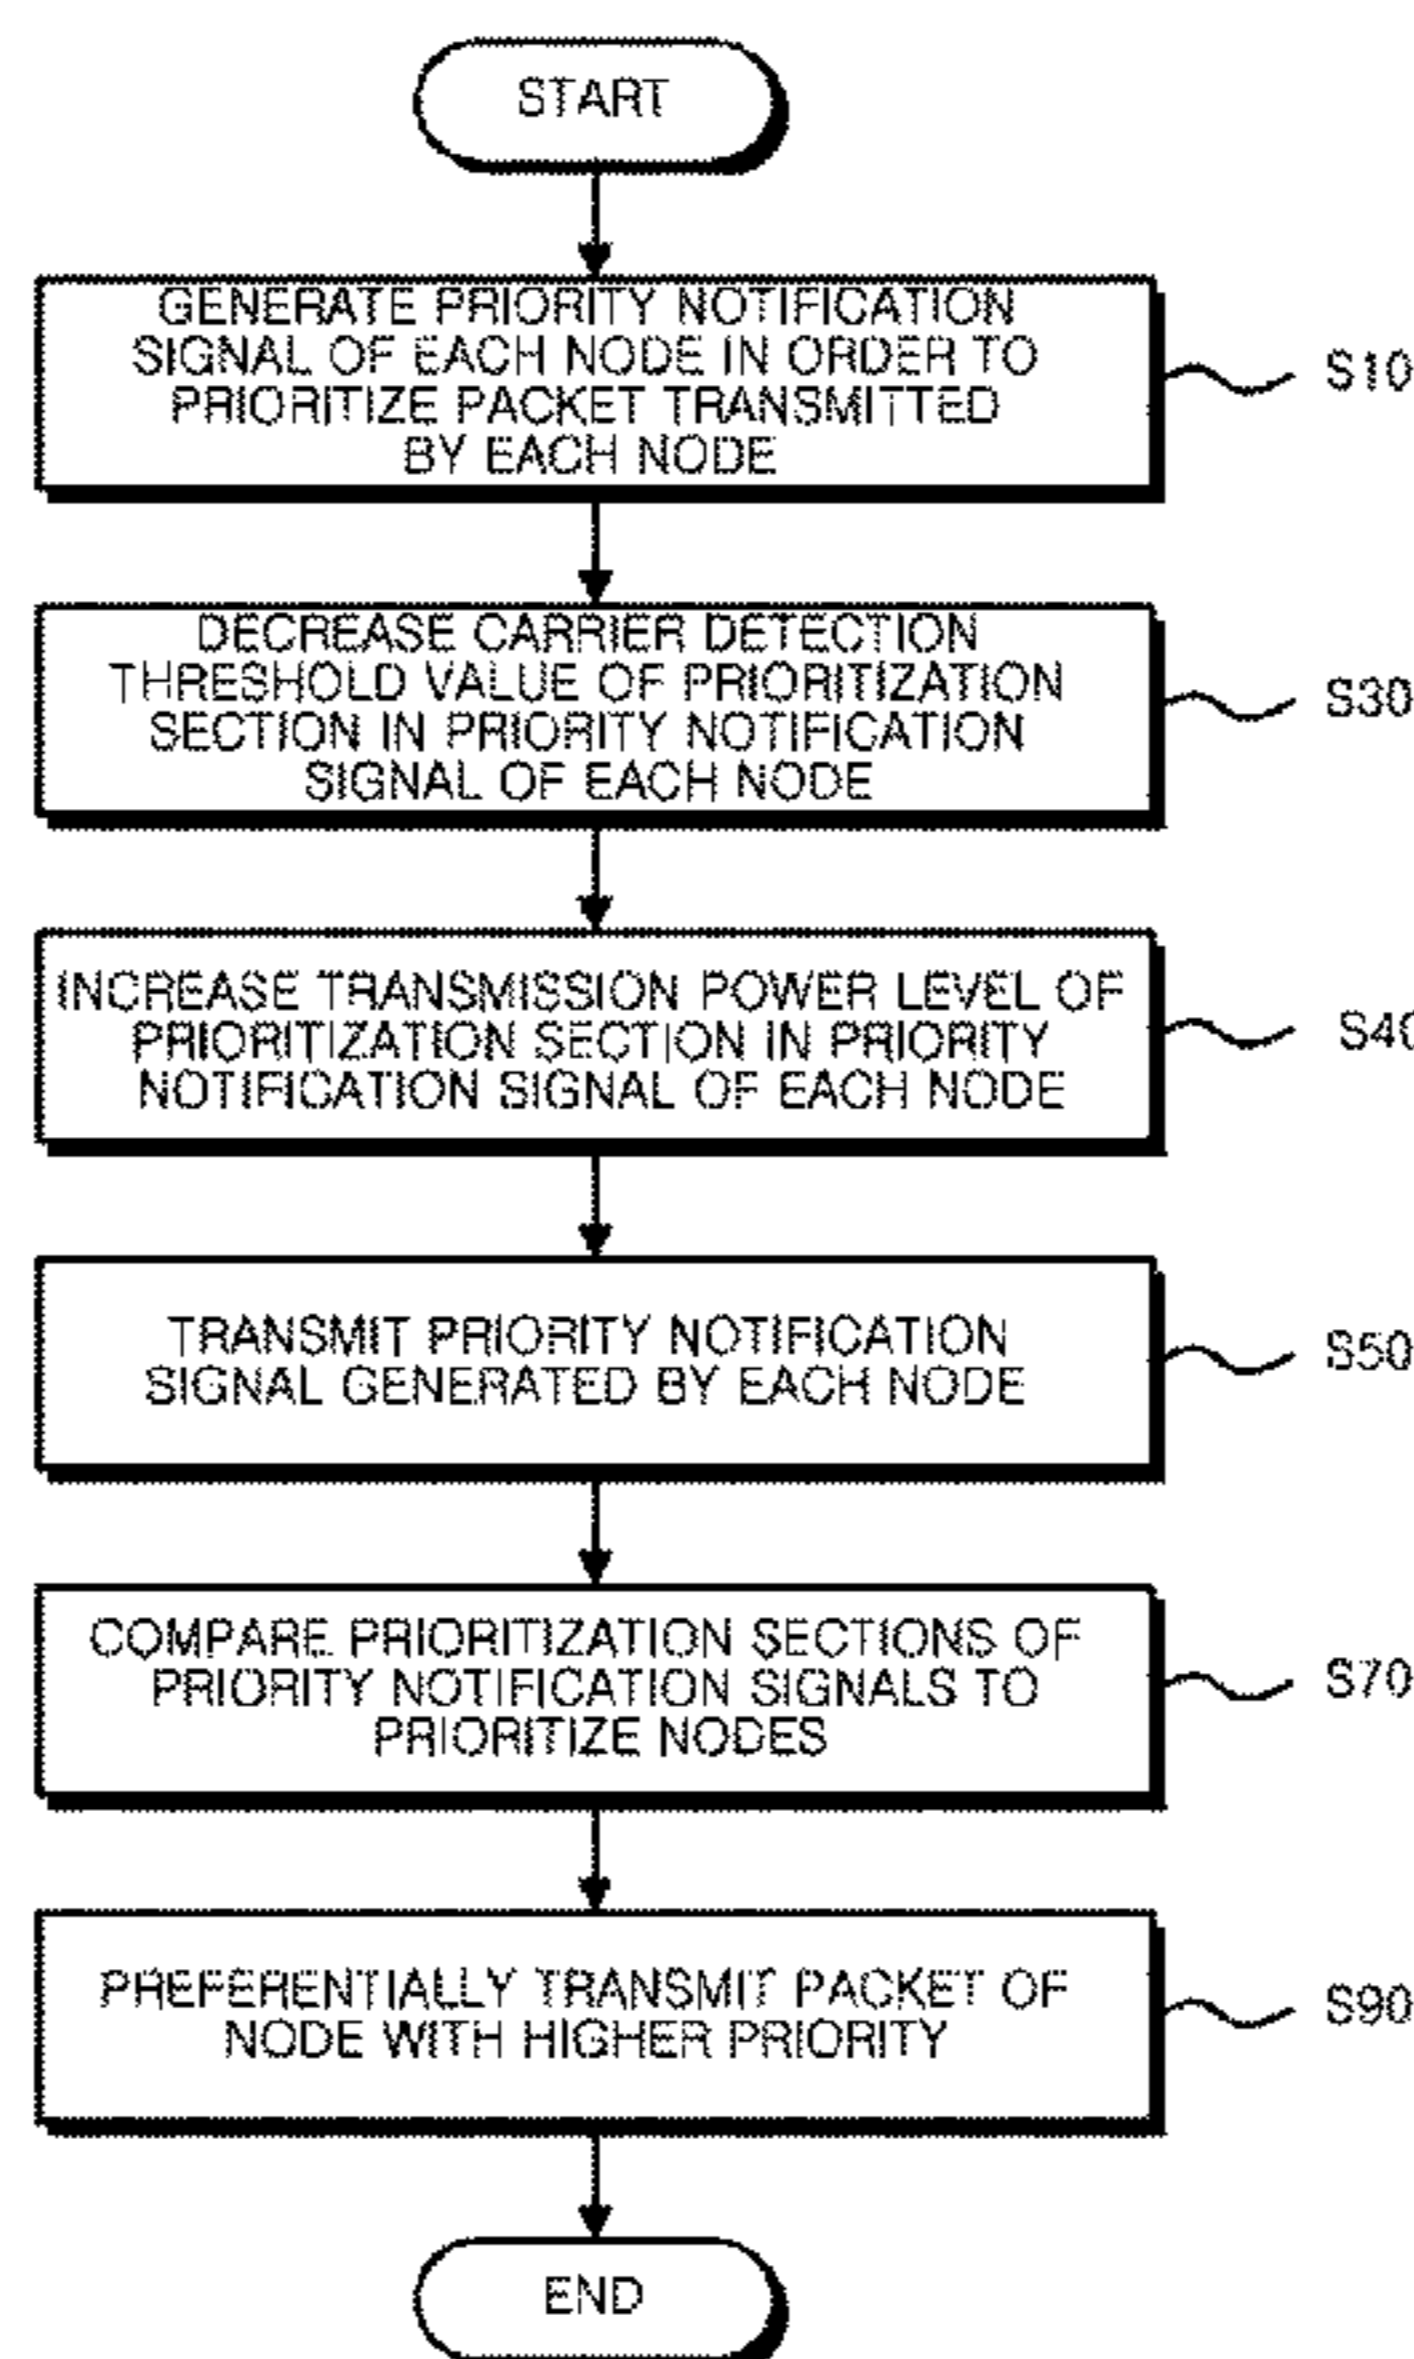 START
GENERATE PRIORITY NOTIFICATION
SIGNAL OF EACH NODE IN ORDER TO
PRIORITIZE PACKET TRANSMITTED
BY EACH NODE
S10
DECREASE CARRIER DETECTION
THRESHOLD VALUE OF PRIORITIZATION
SECTION IN PRIORITY NOTIFICATION
SIGNAL OF EACH NODE
S30
INCREASE TRANSMISSION POWER LEVEL OF
PRIORITIZATION SECTION IN PRIORITY
NOTIFICATION SIGNAL OF EACH NODE
S40
TRANSMIT PRIORITY NOTIFICATION
SIGNAL GENERATED BY EACH NODE
S50
COMPARE PRIORITIZATION SECTIONS OF
PRIORITY NOTIFICATION SIGNALS TO
PRIORITIZE NODES
S70
PREFERENTIALLY TRANSMIT PACKET OF
NODE WITH HIGHER PRIORITY
S90
END